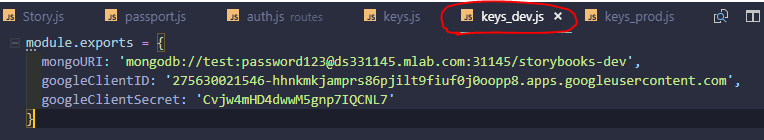 Story.js passport.js auth.js routes keys.js keys_dev.js × keys_prod.js
module.exports = {
mongoURI: 'mongodb://test:password123@ds331145.mlab.com:31145/storybooks-dev',
googleClientID: '275630021546-hhnkmkjamprs86pjilt9fiuf0j0oopp8.apps.googleusercontent.com',
googleClientSecret: 'Cvjw4mHD4dwwM5gnp7IQCNL7'
}